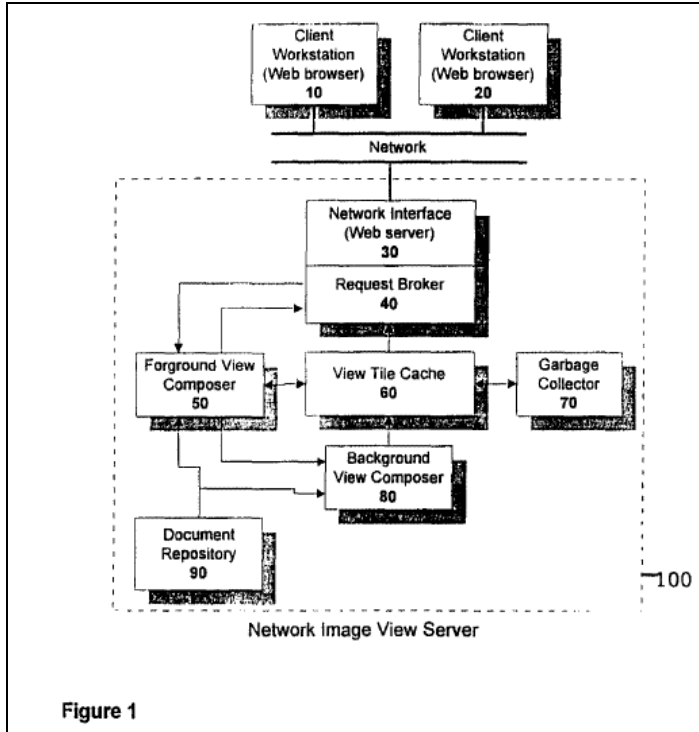 Client
Workstation
(Web browser)
10
Client
Workstation
(Web browser)
20
Network
Network Interface
(Web server)
30
Request Broker
40
Forground View
Composer
50
View Tile Cache
60
Garbage
Collector
70
Background
View Composer
80
Document
Repository
90
100
Network Image View Server
Figure 1